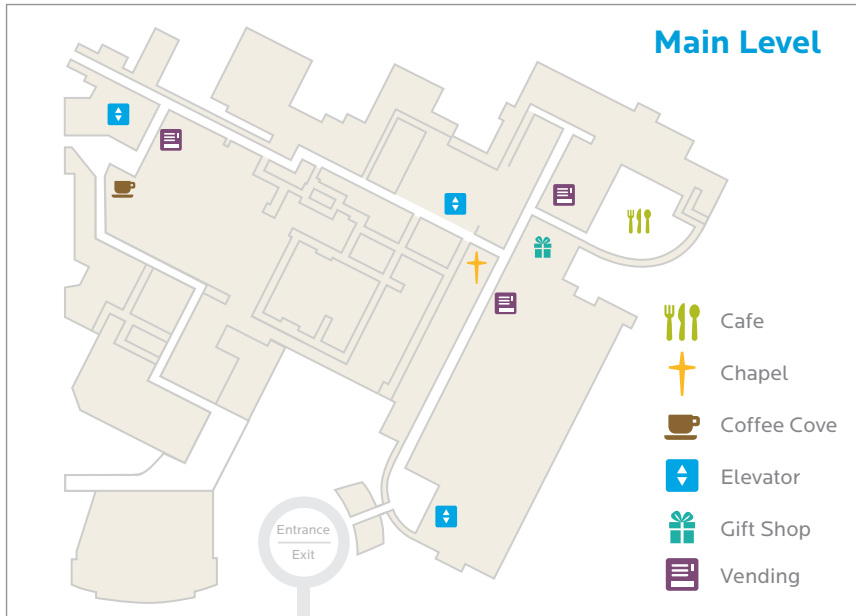 Main Level
Cafe
Chapel
Coffee Cove
Elevator
Gift Shop
Vending
Entrance
Exit